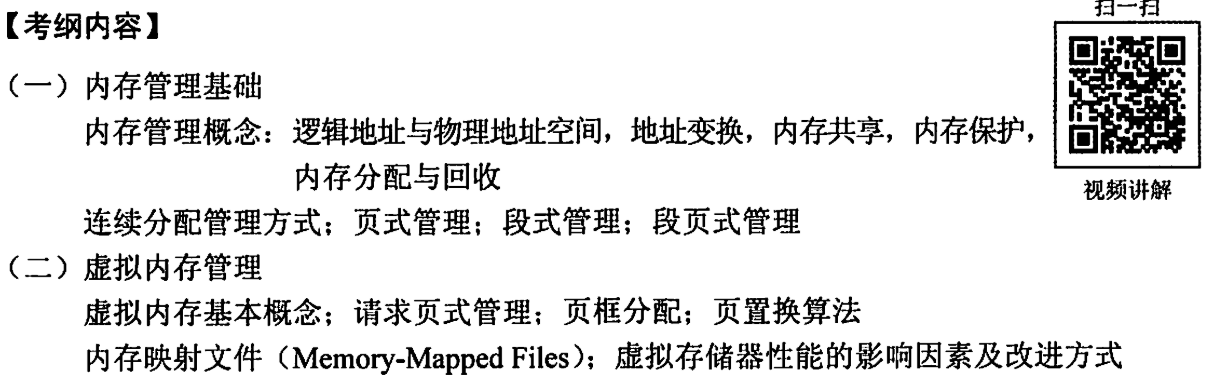 【考纲内容】
扫一扫
（一）内存管理基础
内存管理概念：逻辑地址与物理地址空间，地址变换，内存共享，内存保护，
内存分配与回收
视频讲解
连续分配管理方式；页式管理；段式管理；段页式管理
（二）虚拟内存管理
虚拟内存基本概念；请求页式管理；页框分配；页置换算法
内存映射文件（Memory-Mapped Files）；虚拟存储器性能的影响因素及改进方式